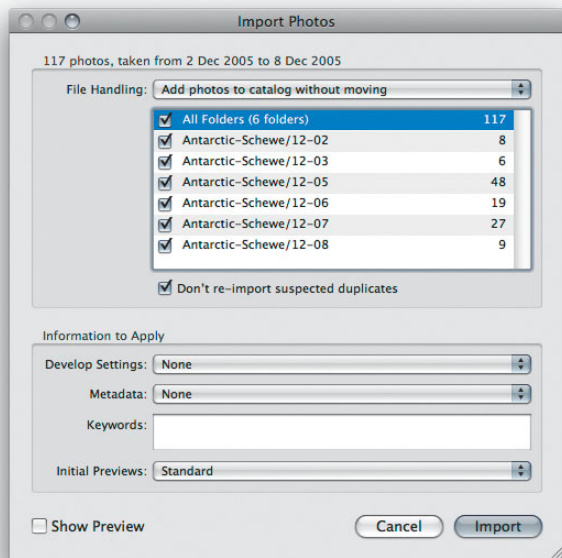 Import Photos
117 photos, taken from 2 Dec 2005 to 8 Dec 2005
File Handling: Add photos to catalog without moving
All Folders (6 folders) 117
Antarctic-Schewe/12-02 8
Antarctic-Schewe/12-03 6
Antarctic-Schewe/12-05 48
Antarctic-Schewe/12-06 19
Antarctic-Schewe/12-07 27
Antarctic-Schewe/12-08 9
Don't re-import suspected duplicates
Information to Apply
Develop Settings: None
Metadata: None
Keywords:
Initial Previews: Standard
Show Preview Cancel Import